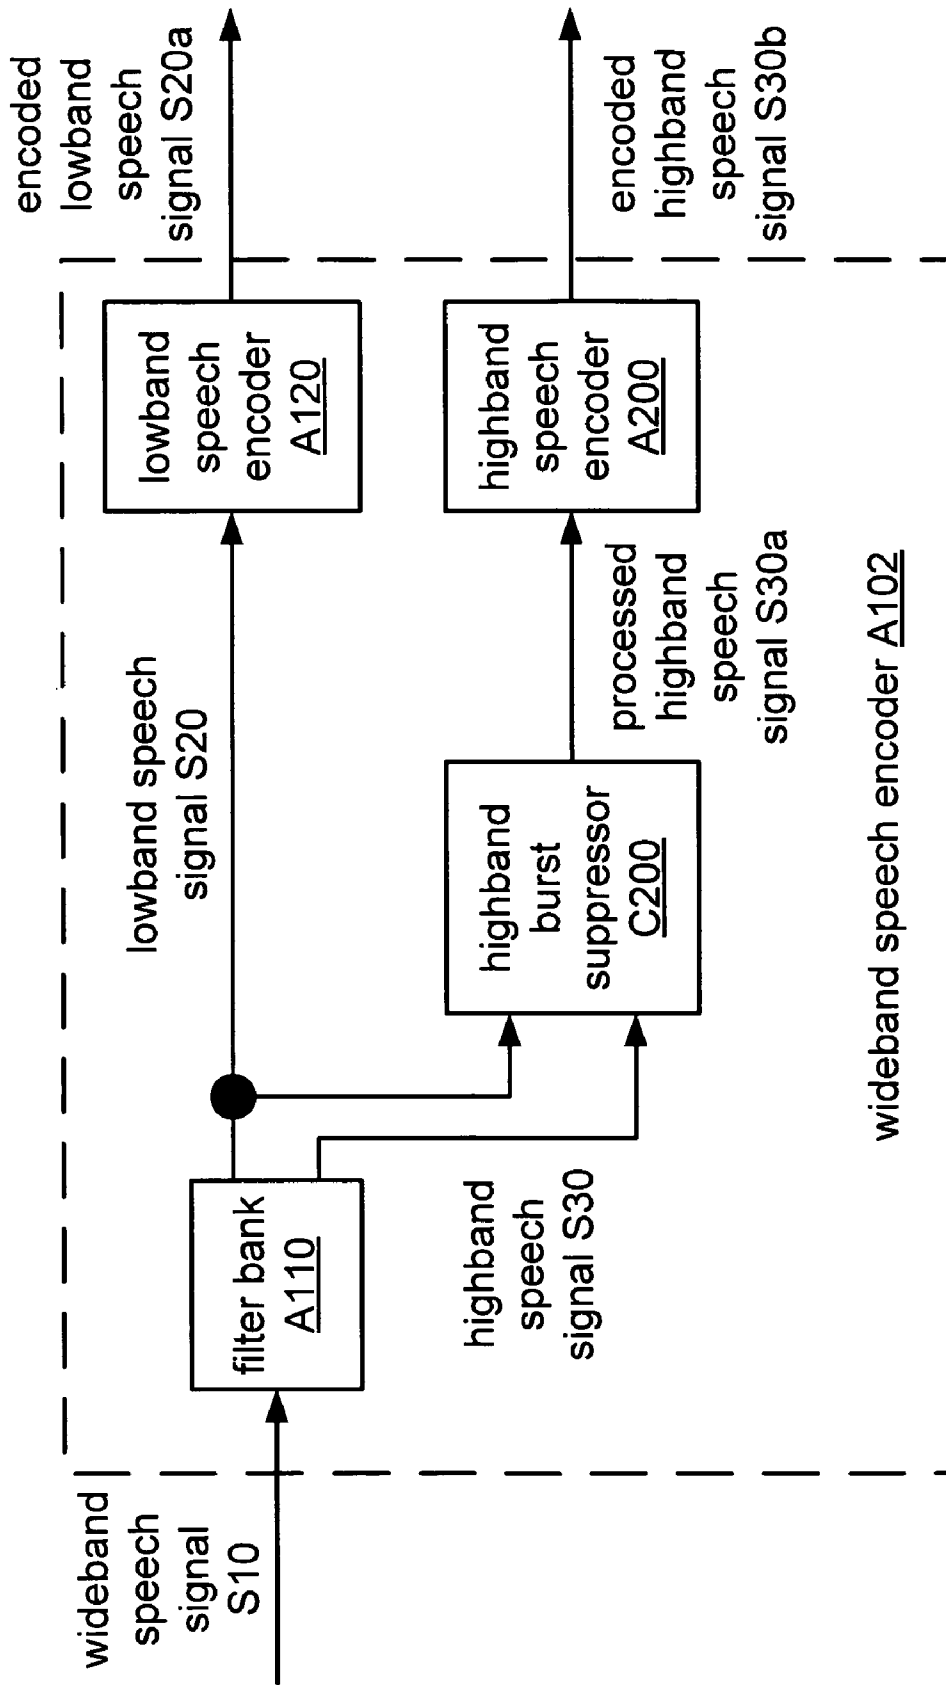 wideband
speech
signal
S10
filter bank
A110
lowband speech
signal S20
highband
speech
signal S30
highband
burst
suppressor
C200
processed
highband
speech
signal S30a
lowband
speech
encoder
A120
highband
speech
encoder
A200
encoded
lowband
speech
signal S20a
encoded
highband
speech
signal S30b
wideband speech encoder A102